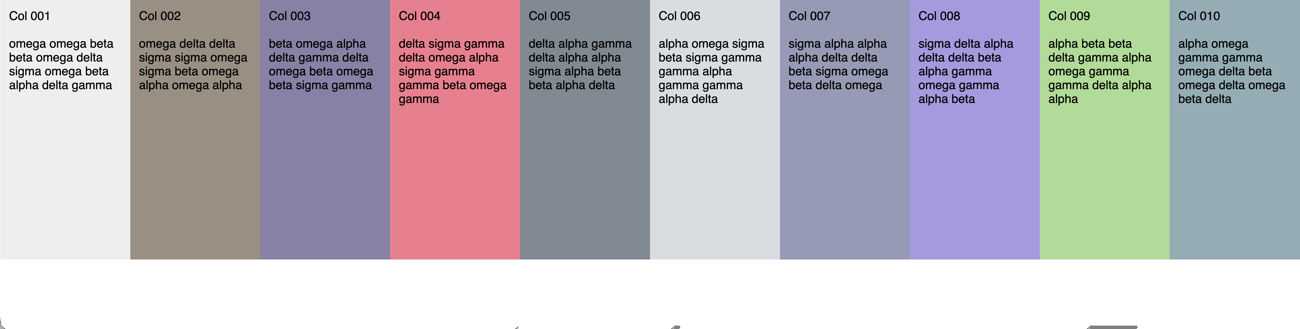 Col 001
omega omega beta
beta omega delta
sigma omega beta
alpha delta gamma
Col 002
omega delta delta
sigma sigma omega
sigma beta omega
alpha omega alpha
Col 003
beta omega alpha
delta gamma delta
omega beta omega
beta sigma gamma
Col 004
delta sigma gamma
delta omega alpha
sigma gamma
gamma beta omega
gamma
Col 005
delta alpha gamma
delta alpha alpha
sigma alpha beta
beta alpha delta
Col 006
alpha omega sigma
beta sigma gamma
gamma alpha
gamma gamma
alpha delta
Col 007
sigma alpha alpha
alpha delta delta
beta sigma omega
beta delta omega
Col 008
sigma delta alpha
delta delta beta
alpha gamma
omega gamma
alpha beta
Col 009
alpha beta beta
delta gamma alpha
omega gamma
gamma delta alpha
alpha
Col 010
alpha omega
gamma gamma
omega delta beta
omega delta omega
beta delta